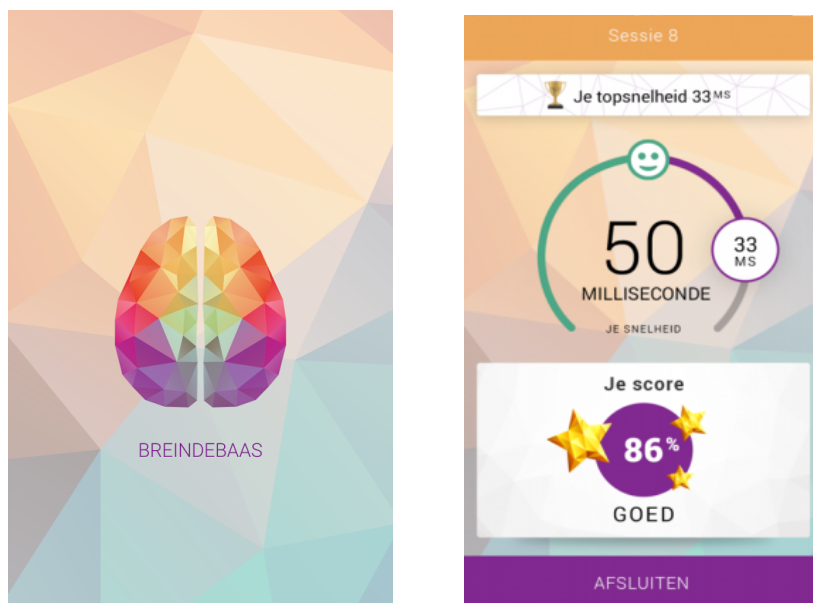 BREINDEBAAS
Sessie 8
Je topsnelheid 33 MS
50
33
MS
MILLISECONDE
JE SNELHEID
Je score
86%
GOED
AFSLUITEN